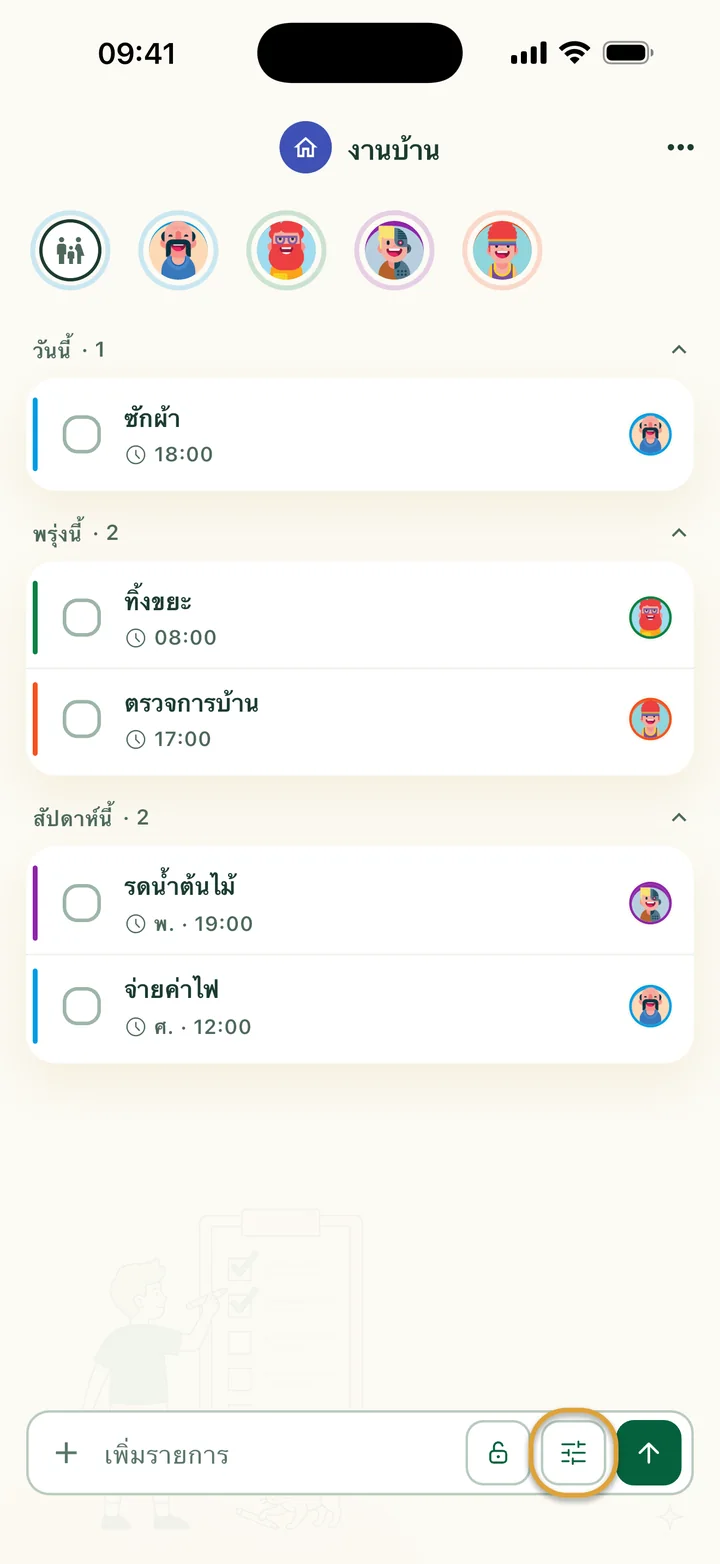 09:41
งานบ้าน
วันนี้ · 1
ซักผ้า
18:00
พรุ่งนี้ · 2
ทิ้งขยะ
08:00
ตรวจการบ้าน
17:00
สัปดาห์นี้ · 2
รดน้ำต้นไม้
พ. · 19:00
จ่ายค่าไฟ
ศ. · 12:00
เพิ่มรายการ